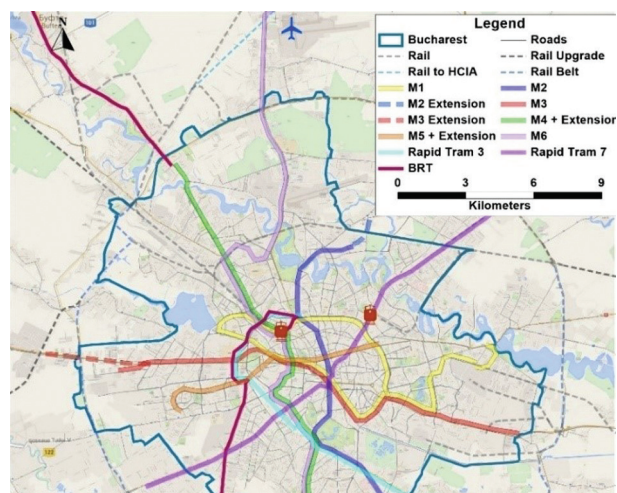 N
Legend
Bucharest Roads
Rail Rail Upgrade
Rail to HCIA Rail Belt
M1 M2
M2 Extension M3
M3 Extension M4 + Extension
M5 + Extension M6
Rapid Tram 3 Rapid Tram 7
BRT
0 3 6 9
Kilometers